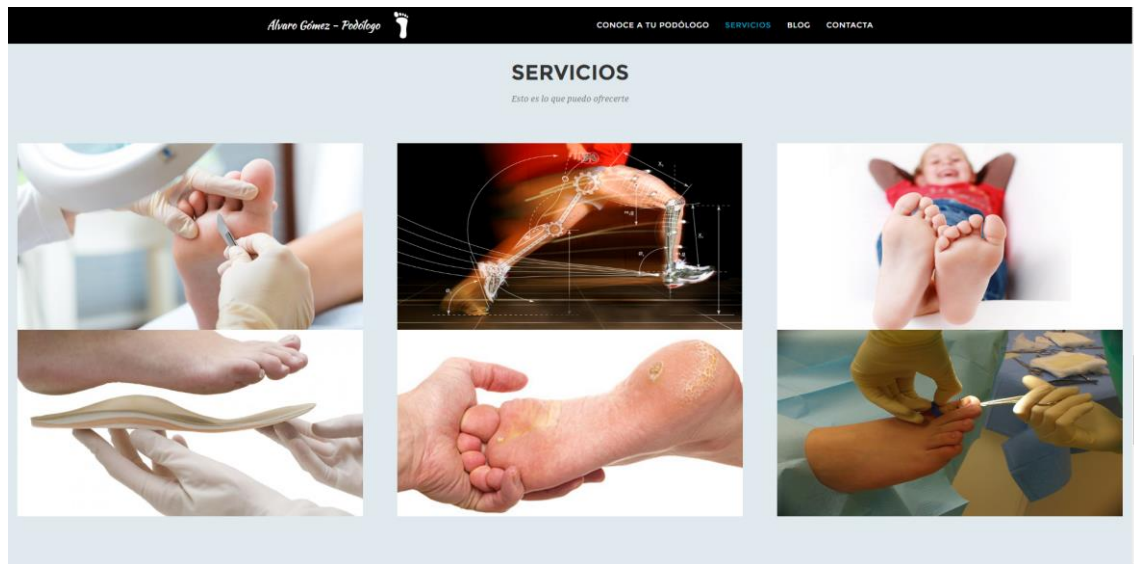 Alvaro Gómez – Podólogo
CONOCE A TU PODÓLOGO SERVICIOS BLOG CONTACTA
SERVICIOS
Esto es lo que puedo ofrecerte